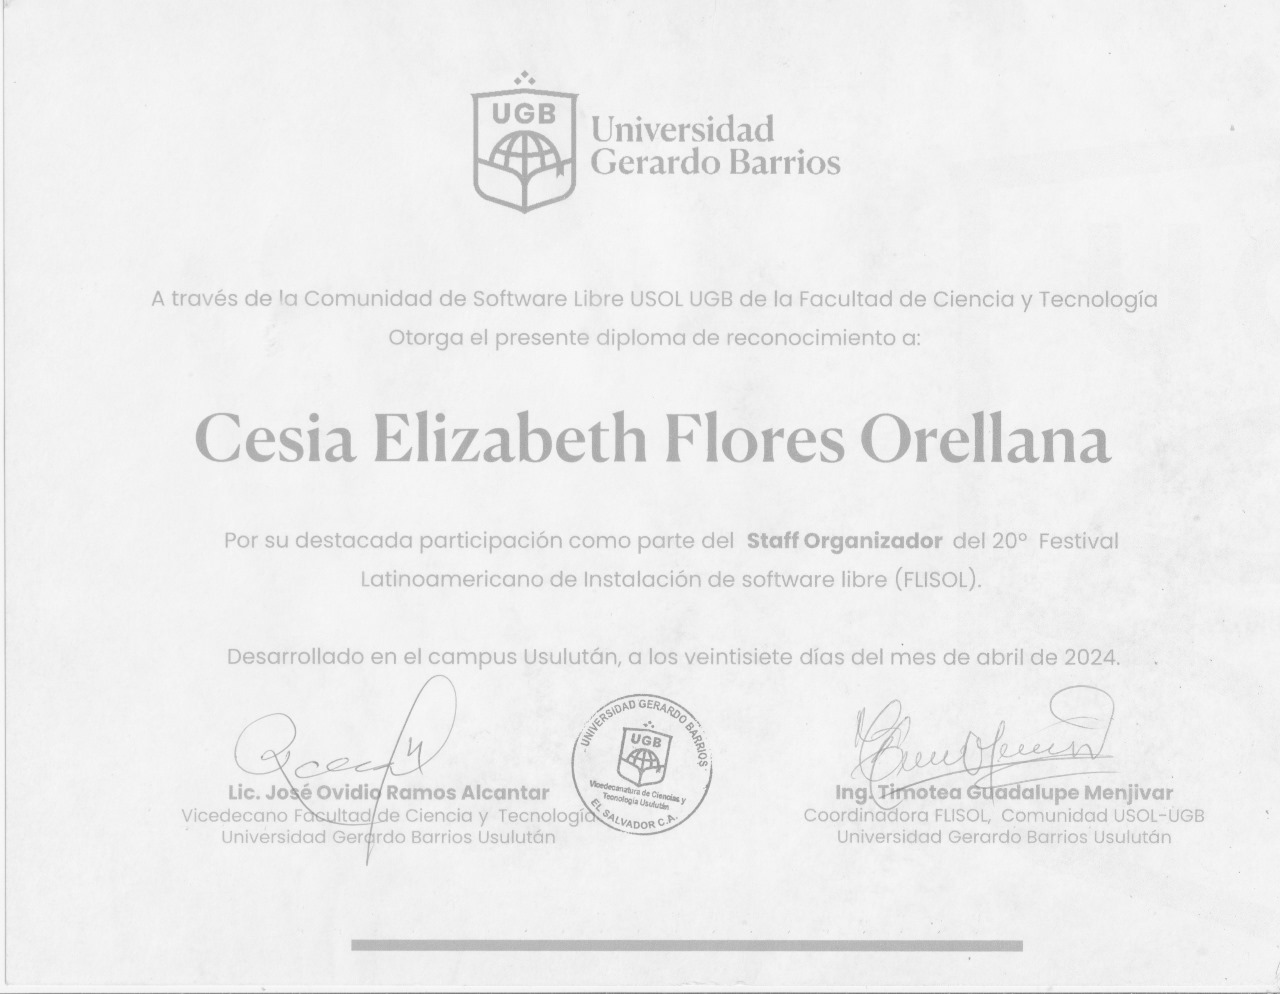 UGB
Universidad
Gerardo Barrios
A través de la Comunidad de Software Libre USOL UGB de la Facultad de Ciencia y Tecnología
Otorga el presente diploma de reconocimiento a:
Cesia Elizabeth Flores Orellana
Por su destacada participación como parte del Staff Organizador del 20° Festival
Latinoamericano de Instalación de software libre (FLISOL).
Desarrollado en el campus Usulután, a los veintisiete días del mes de abril de 2024.
Lic. José Ovidio Ramos Alcantar
Vicedecano Facultad de Ciencia y Tecnología
Universidad Gerardo Barrios Usulután
UNIVERSIDAD GERARDO BARRIOS
UGB
Vicedecanatura de Ciencias y
Tecnología Usulután
EL SALVADOR C.A.
Ing. Timotea Guadalupe Menjivar
Coordinadora FLISOL, Comunidad USOL-UGB
Universidad Gerardo Barrios Usulután